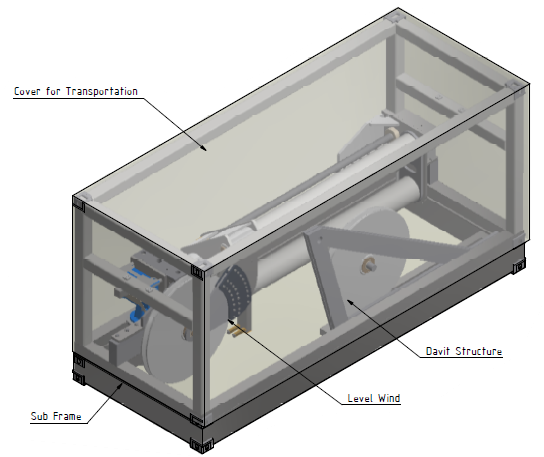 Cover for Transportation
Davit Structure
Level Wind
Sub Frame